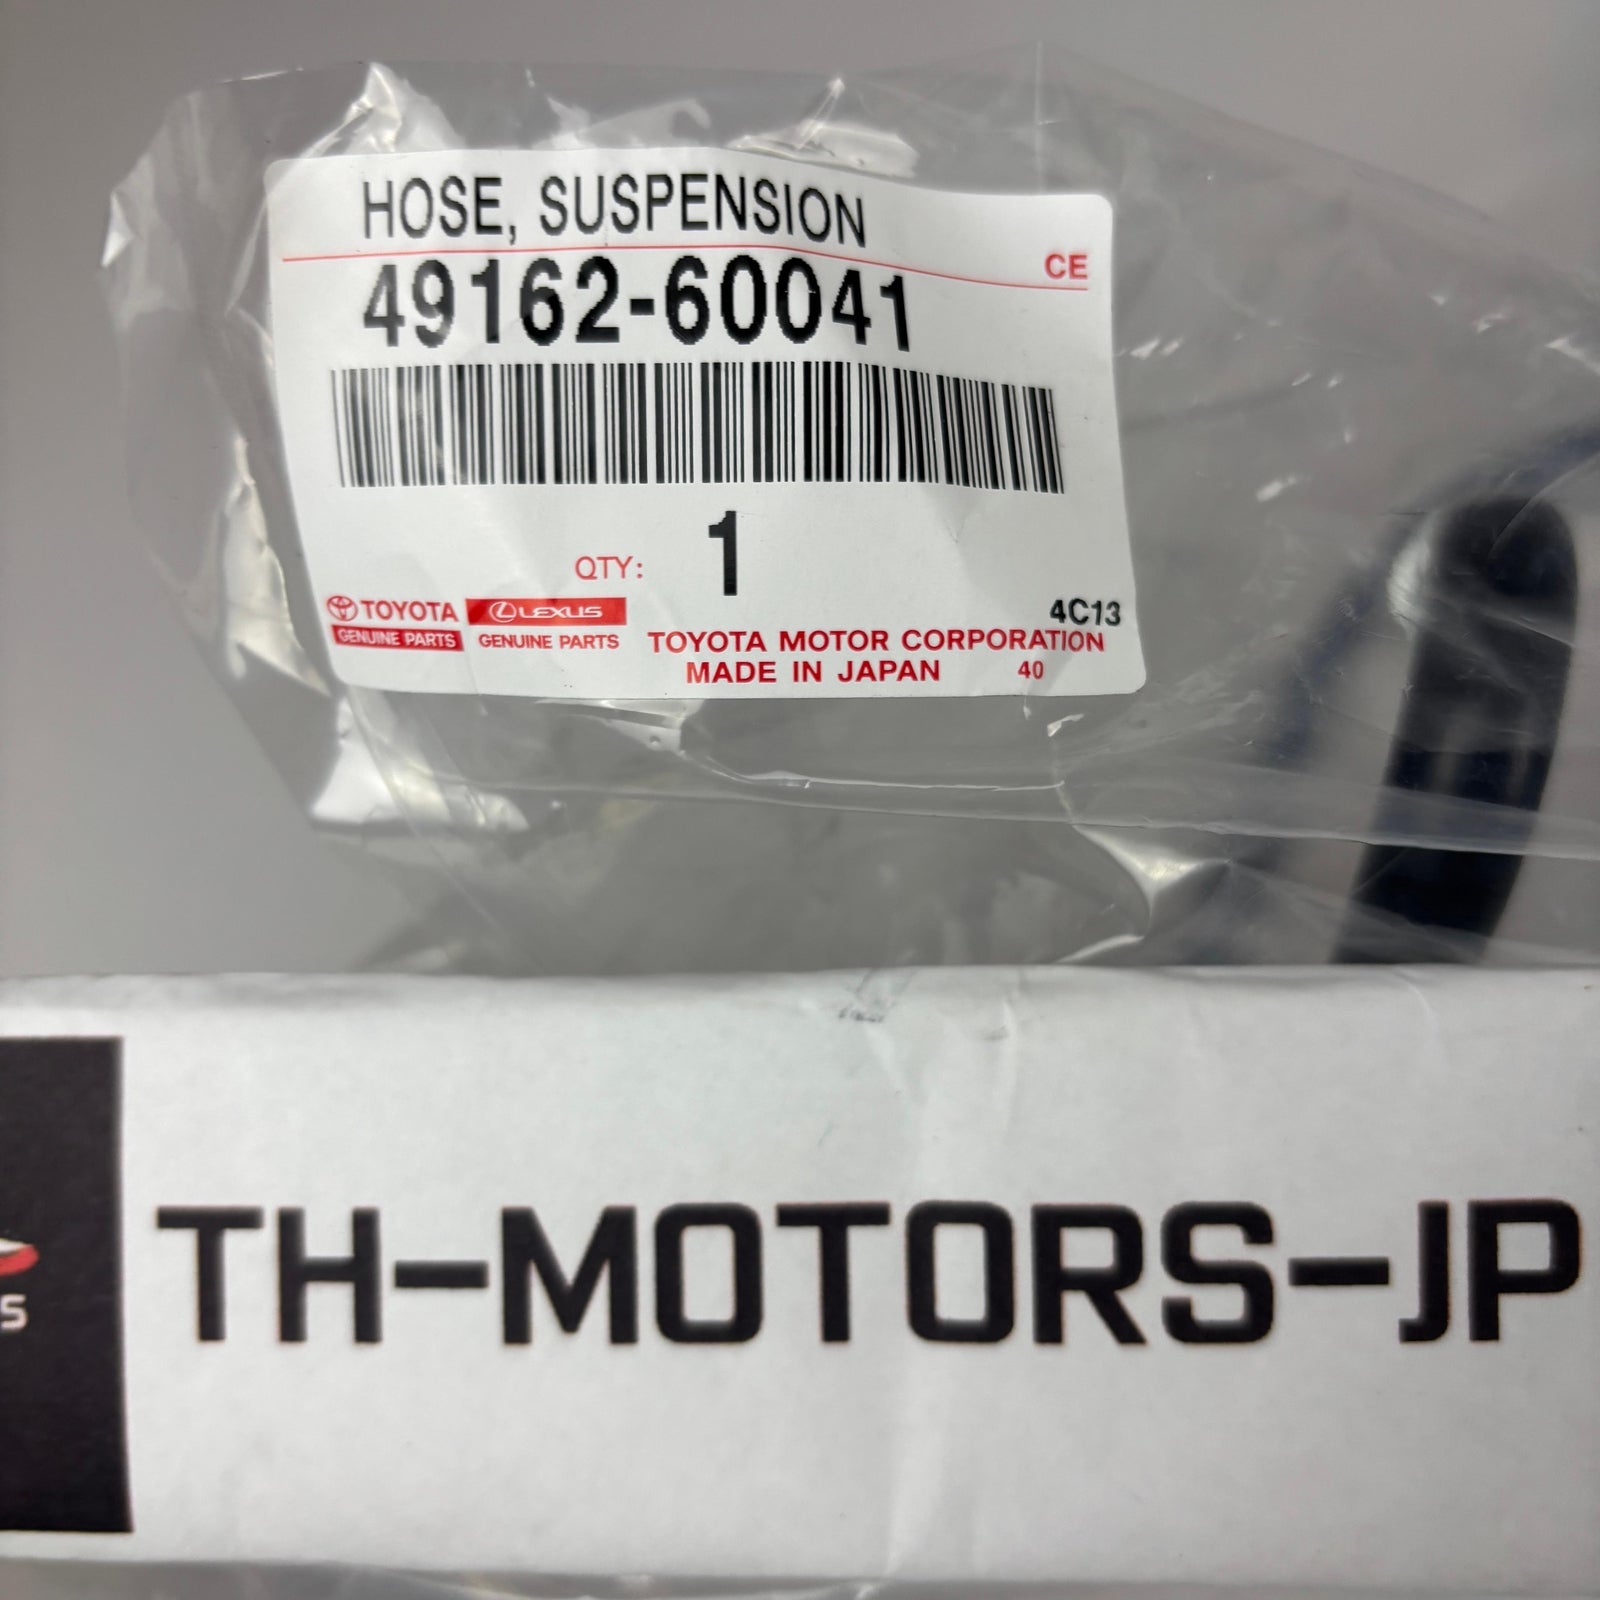 HOSE, SUSPENSION
CE
49162-60041
1
QTY:
4C13
TOYOTA LEXUS
GENUINE PARTS GENUINE PARTS TOYOTA MOTOR CORPORATION
MADE IN JAPAN 40
TH-MOTORS-JP
S